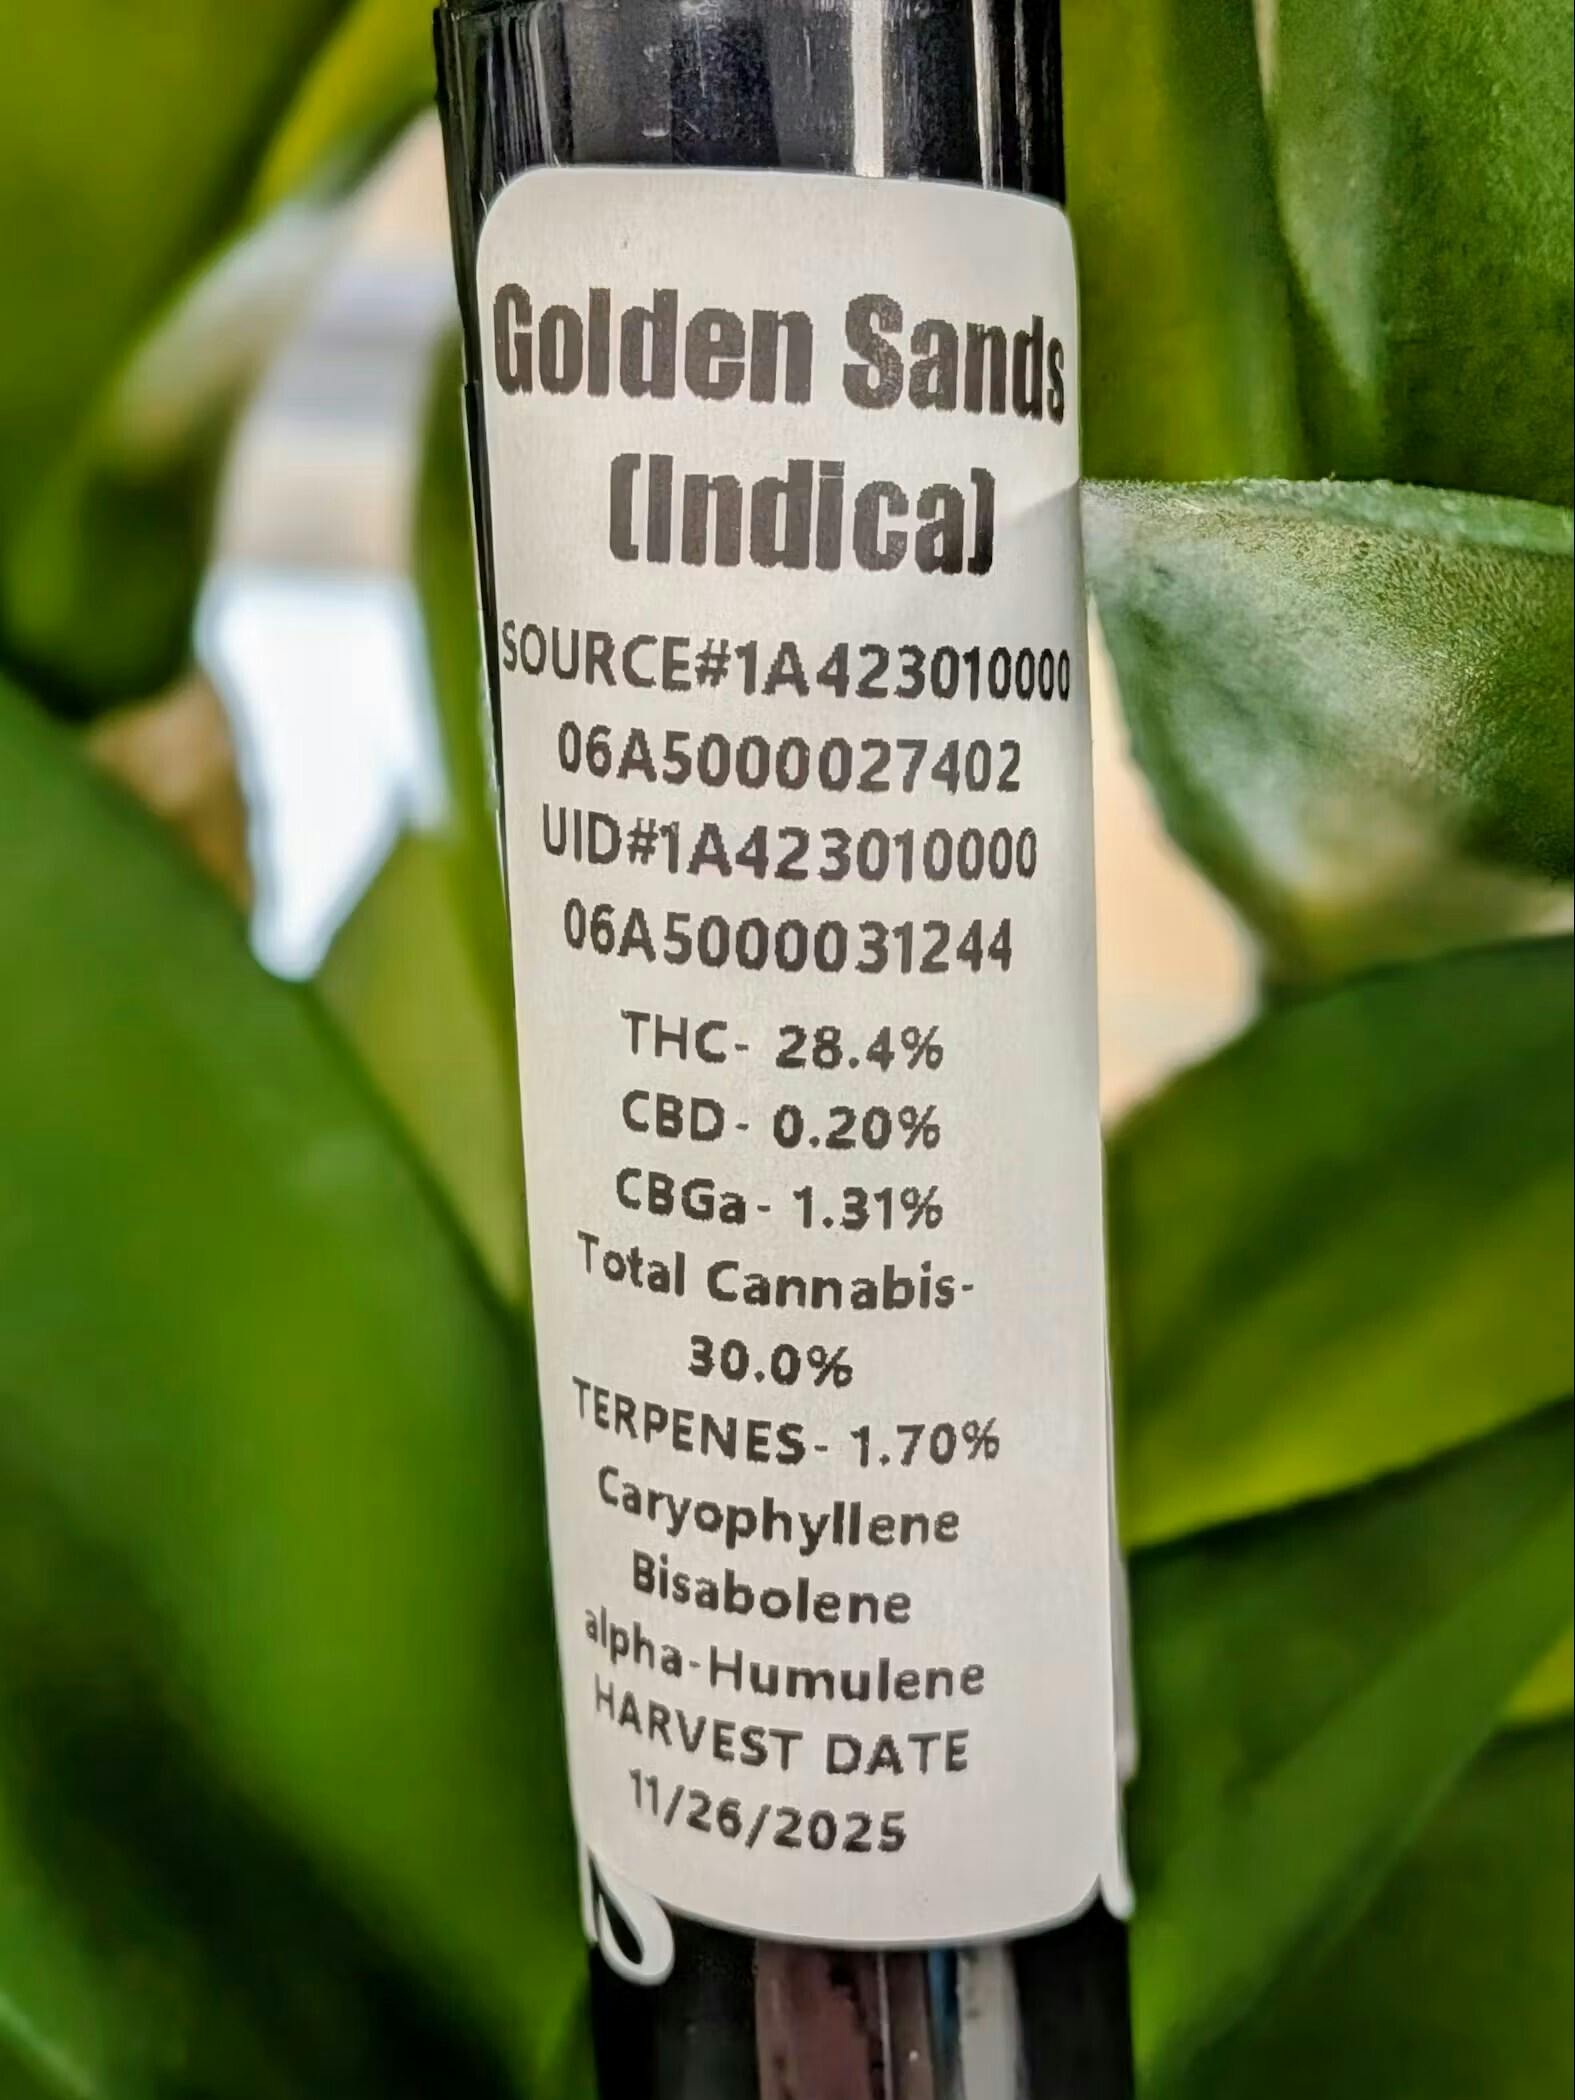 Golden Sands
(Indica)
SOURCE#1A423010000
06A5000027402
UID#1A423010000
06A5000031244
THC- 28.4%
CBD- 0.20%
CBGa- 1.31%
Total Cannabis-
30.0%
TERPENES- 1.70%
Caryophyllene
Bisabolene
alpha-Humulene
HARVEST DATE
11/26/2025